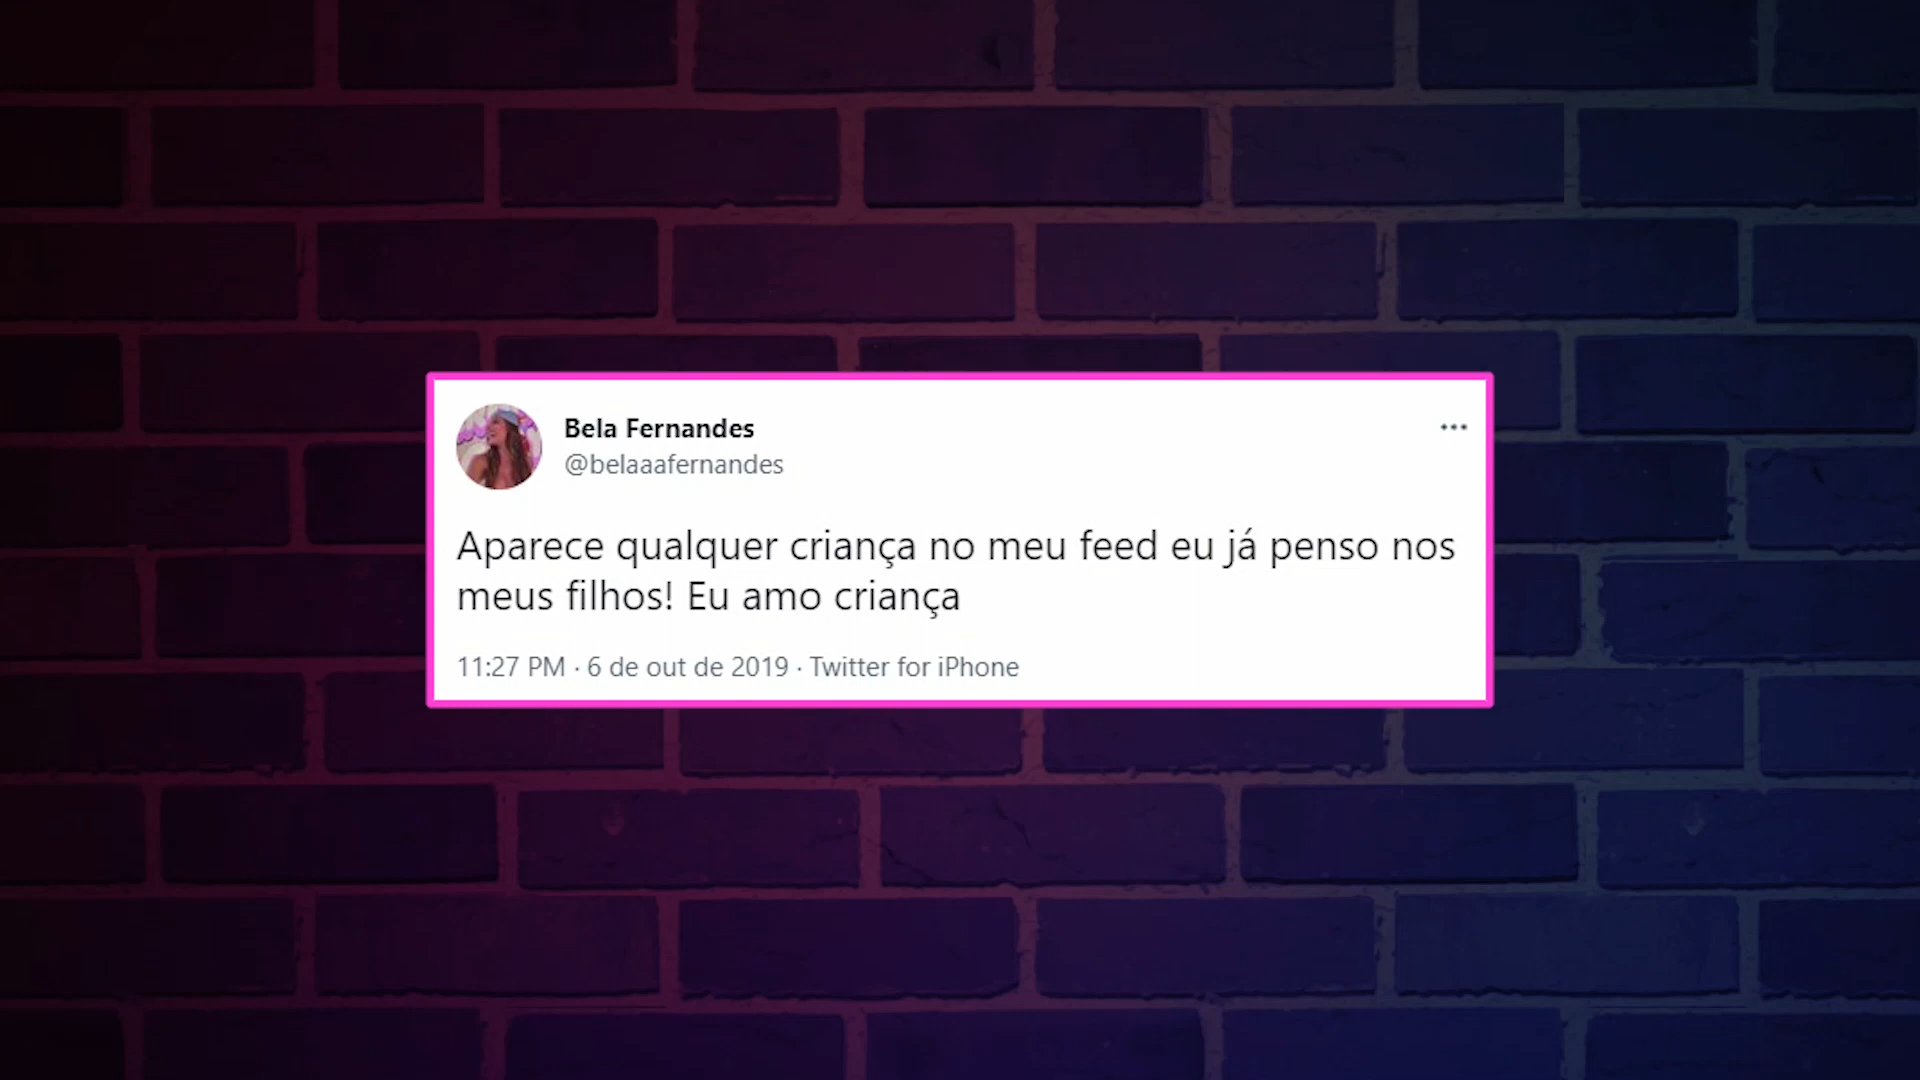 Bela Fernandes
@belaaafernandes
Aparece qualquer criança no meu feed eu já penso nos
meus filhos! Eu amo criança
11:27 PM · 6 de out de 2019 · Twitter for iPhone